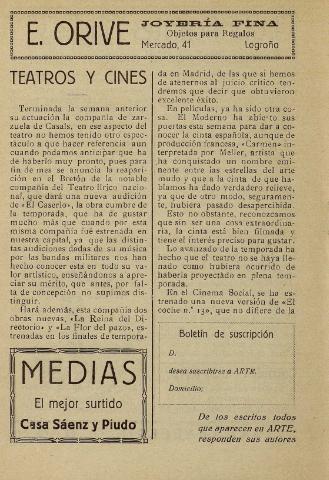 E. ORIVE
JOYERÍA FINA
Objetos para Regalos
Mercado, 41 Logroño
TEATROS Y CINES
Terminada la semana anterior
su actuación la compañía de zar-
zuela de Casals, en ese aspecto del
teatro no hemos tenido otro espec-
táculo a que hacer referencia aun
cuando podamos anticipar que ha
de haberlo muy pronto, pues para
fin de mes se anuncia la reapari-
ción en el Bretón de la notable
compañía del Teatro lírico nacio-
nal, que dará una nueva audición
de «El Caserío», la obra cumbre de
la temporada, que ha de gustar
mucho más que cuando por esta
misma compañía fué estrenada en
nuestra capital, ya que las distin-
tas audiciones dadas de su música
por las bandas militares nos han
hecho conocer esta en todo su va-
lor artístico, enseñándonos a apre-
ciar su mérito, que antes, por fal-
ta de concepción no supimos dis-
tinguir.
Hará además, esta compañía dos
obras nuevas, «La Reina del Di-
rectorio» y «La Flor del pazo», es-
trenadas en los finales de tempora-
MEDIAS
El mejor surtido
Casa Sáenz y Piudo
da en Madrid, de las que si hemos
de atenernos al juicio crítico ten-
dremos que decir que obtuvieron
excelente éxito.
En películas, ya ha sido otra co-
sa. El Moderno ha abierto sus
puertas esta semana para dar a co-
nocer la cinta española, aunque de
producción francesa, «Carmen» in-
terpretada por Meller, artista que
ha conquistado un nombre emi-
nente entre las estrellas del arte
mudo y que a la cinta de que ha-
blamos ha dado verdadero relieve,
ya que de otro modo, seguramen-
te, hubiera pasado desapercibida.
Esto no obstante, reconozcamos
que sin ser una cosa extraordina-
ria, la cinta está bien filmada y
tiene el interés preciso para gustar.
Lo avanzado de la temporada ha
hecho que el teatro no se haya lle-
nado como hubiera ocurrido de
haberla proyectado en plena tem-
porada.
En el Cinema Social, se ha es-
trenado una nueva versión de «El
coche n.º 13», que no difiere de la
Boletín de suscripción
D.
desea suscribirse a ARTE.
Domicilio;
De los escritos todos
que aparecen en ARTE,
responden sus autores